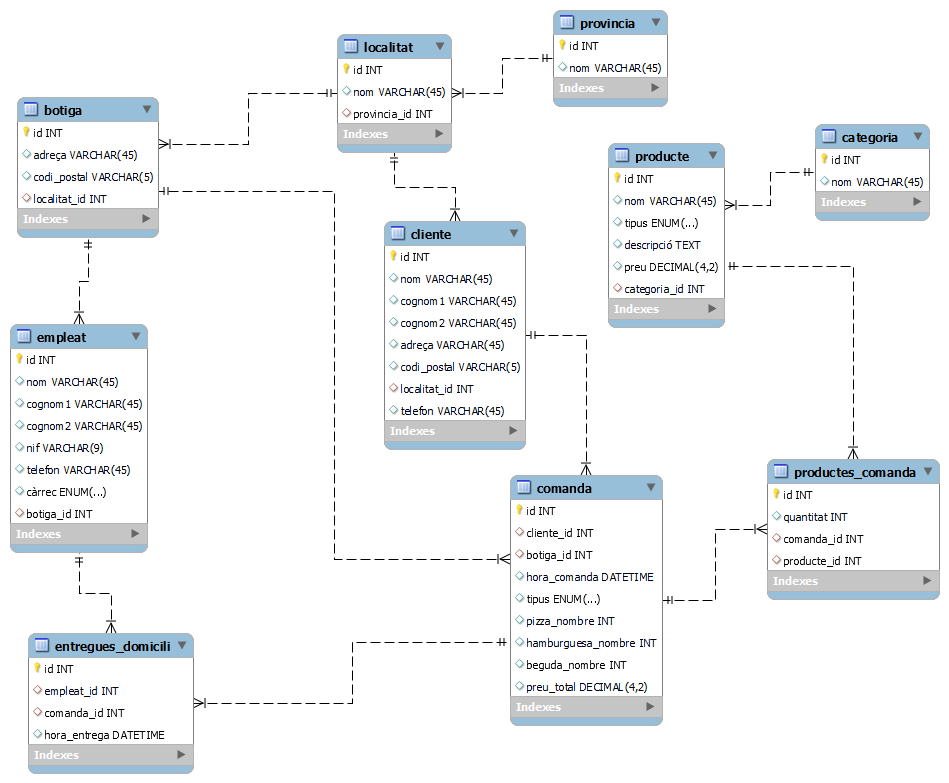 provincia
id INT
nom VARCHAR(45)
Indexes
localitat
id INT
nom VARCHAR(45)
provincia_id INT
Indexes
botiga
id INT
adreça VARCHAR(45)
codi_postal VARCHAR(5)
localitat_id INT
Indexes
categoria
id INT
nom VARCHAR(45)
Indexes
producte
id INT
nom VARCHAR(45)
tipus ENUM(...)
descripció TEXT
preu DECIMAL(4,2)
categoria_id INT
Indexes
cliente
id INT
nom VARCHAR(45)
cognom1 VARCHAR(45)
cognom2 VARCHAR(45)
adreça VARCHAR(45)
codi_postal VARCHAR(5)
localitat_id INT
telefon VARCHAR(45)
Indexes
empleat
id INT
nom VARCHAR(45)
cognom1 VARCHAR(45)
cognom2 VARCHAR(45)
nif VARCHAR(9)
telefon VARCHAR(45)
càrrec ENUM(...)
botiga_id INT
Indexes
comanda
id INT
cliente_id INT
botiga_id INT
hora_comanda DATETIME
tipus ENUM(...)
pizza_nombre INT
hamburguesa_nombre INT
beguda_nombre INT
preu_total DECIMAL(4,2)
Indexes
productes_comanda
id INT
quantitat INT
comanda_id INT
producte_id INT
Indexes
entregues_domicili
id INT
empleat_id INT
comanda_id INT
hora_entrega DATETIME
Indexes